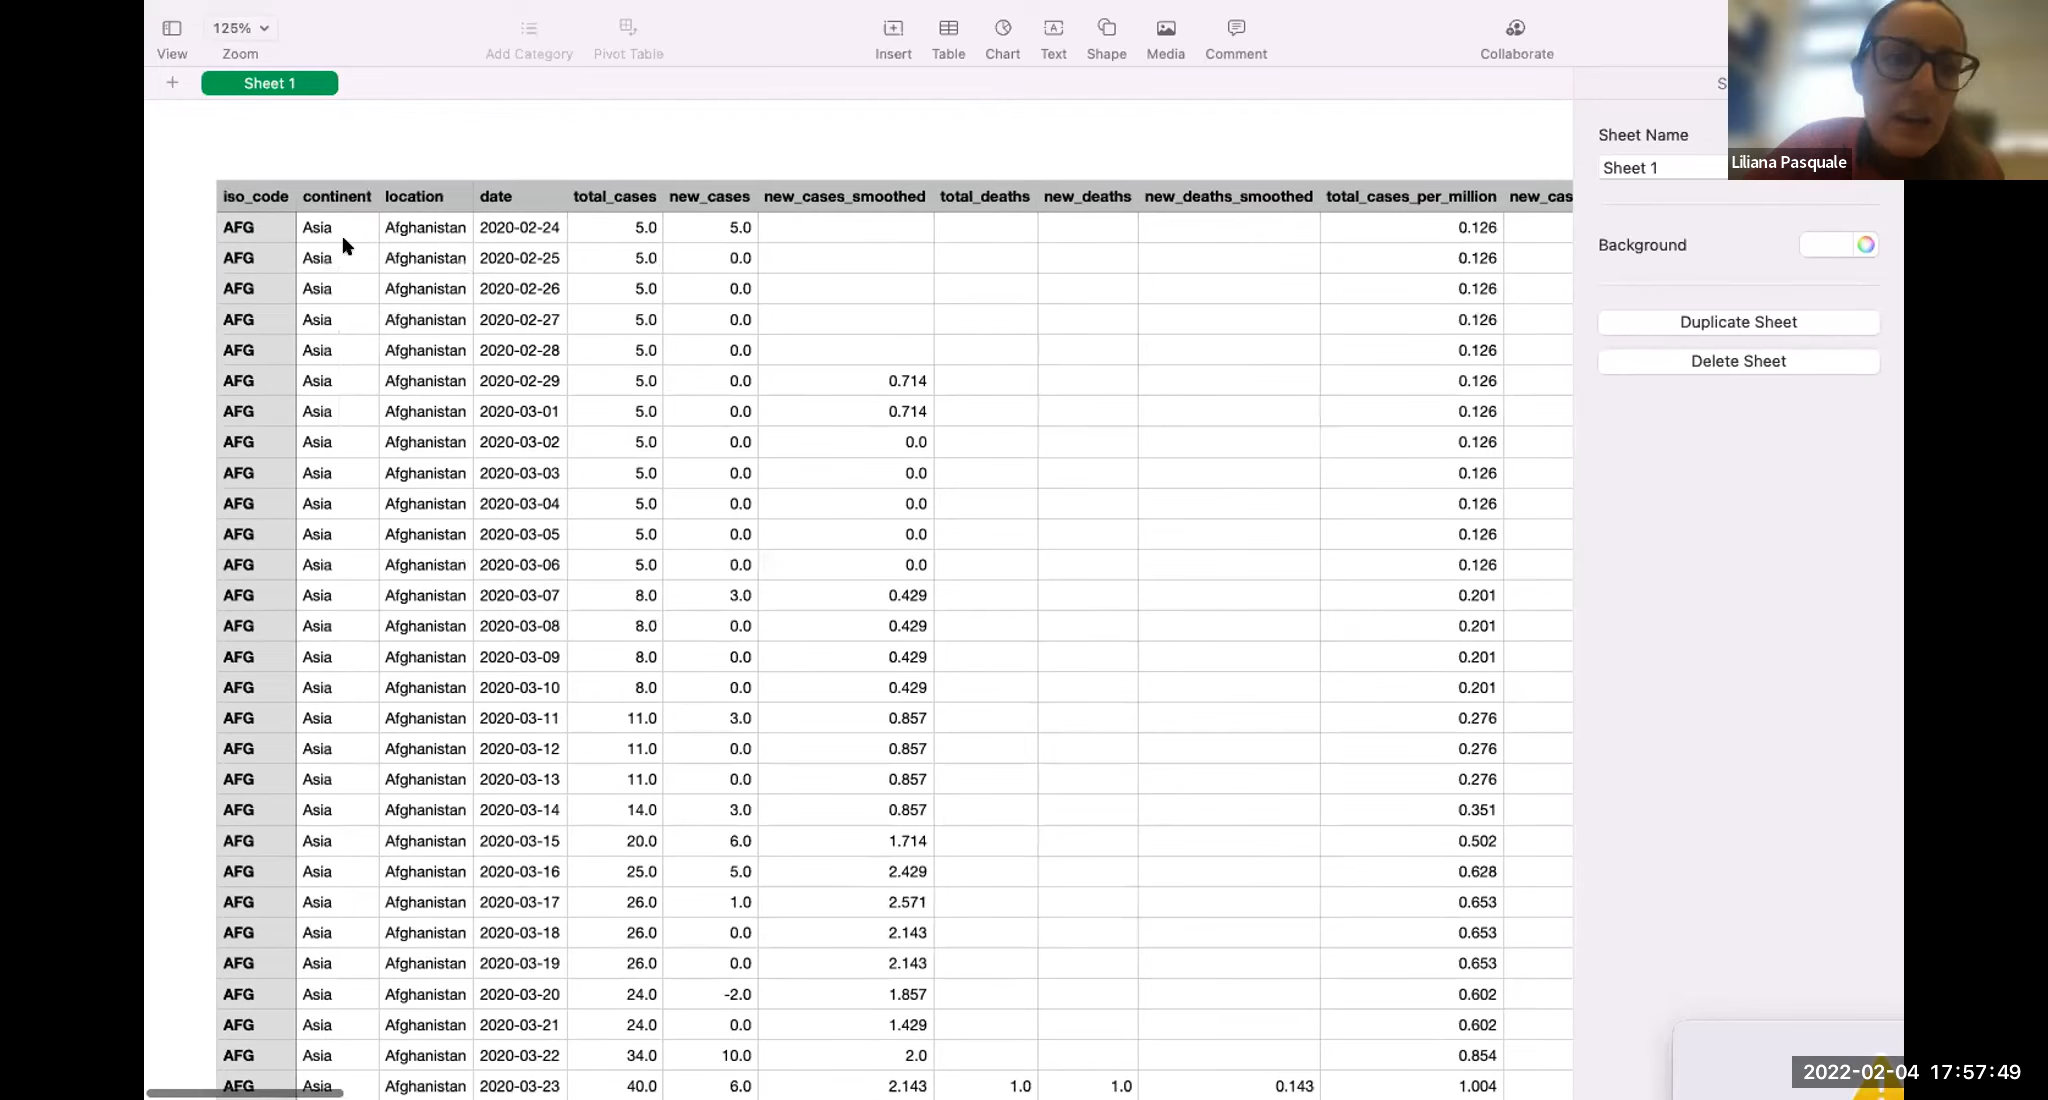 125%
View Zoom Add Category Pivot Table Insert Table Chart Text Shape Media Comment Collaborate
+ Sheet 1
Liliana Pasquale
iso_code continent location date total_cases new_cases new_cases_smoothed total_deaths new_deaths new_deaths_smoothed total_cases_per_million new_cas
AFG Asia Afghanistan 2020-02-24 5.0 5.0 0.126
AFG Asia Afghanistan 2020-02-25 5.0 0.0 0.126
AFG Asia Afghanistan 2020-02-26 5.0 0.0 0.126
AFG Asia Afghanistan 2020-02-27 5.0 0.0 0.126
AFG Asia Afghanistan 2020-02-28 5.0 0.0 0.126
AFG Asia Afghanistan 2020-02-29 5.0 0.0 0.714 0.126
AFG Asia Afghanistan 2020-03-01 5.0 0.0 0.714 0.126
AFG Asia Afghanistan 2020-03-02 5.0 0.0 0.0 0.126
AFG Asia Afghanistan 2020-03-03 5.0 0.0 0.0 0.126
AFG Asia Afghanistan 2020-03-04 5.0 0.0 0.0 0.126
AFG Asia Afghanistan 2020-03-05 5.0 0.0 0.0 0.126
AFG Asia Afghanistan 2020-03-06 5.0 0.0 0.0 0.126
AFG Asia Afghanistan 2020-03-07 8.0 3.0 0.429 0.201
AFG Asia Afghanistan 2020-03-08 8.0 0.0 0.429 0.201
AFG Asia Afghanistan 2020-03-09 8.0 0.0 0.429 0.201
AFG Asia Afghanistan 2020-03-10 8.0 0.0 0.429 0.201
AFG Asia Afghanistan 2020-03-11 11.0 3.0 0.857 0.276
AFG Asia Afghanistan 2020-03-12 11.0 0.0 0.857 0.276
AFG Asia Afghanistan 2020-03-13 11.0 0.0 0.857 0.276
AFG Asia Afghanistan 2020-03-14 14.0 3.0 0.857 0.351
AFG Asia Afghanistan 2020-03-15 20.0 6.0 1.714 0.502
AFG Asia Afghanistan 2020-03-16 25.0 5.0 2.429 0.628
AFG Asia Afghanistan 2020-03-17 26.0 1.0 2.571 0.653
AFG Asia Afghanistan 2020-03-18 26.0 0.0 2.143 0.653
AFG Asia Afghanistan 2020-03-19 26.0 0.0 2.143 0.653
AFG Asia Afghanistan 2020-03-20 24.0 -2.0 1.857 0.602
AFG Asia Afghanistan 2020-03-21 24.0 0.0 1.429 0.602
AFG Asia Afghanistan 2020-03-22 34.0 10.0 2.0 0.854
AFG Asia Afghanistan 2020-03-23 40.0 6.0 2.143 1.0 1.0 0.143 1.004
S
Sheet Name
Sheet 1
Background
Duplicate Sheet
Delete Sheet
2022-02-04 17:57:49